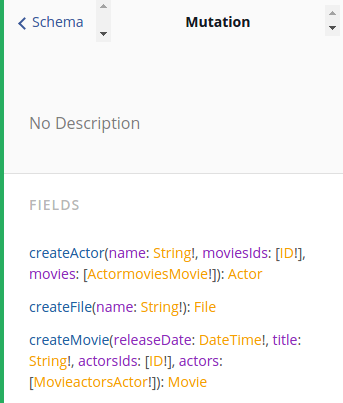 Schema
Mutation
No Description
FIELDS
createActor(name: String!, moviesIds: [ID!],
movies: [ActormoviesMovie!]): Actor
createFile(name: String!): File
createMovie(releaseDate: DateTime!, title:
String!, actorsIds: [ID!], actors:
[MovieactorsActor!]): Movie